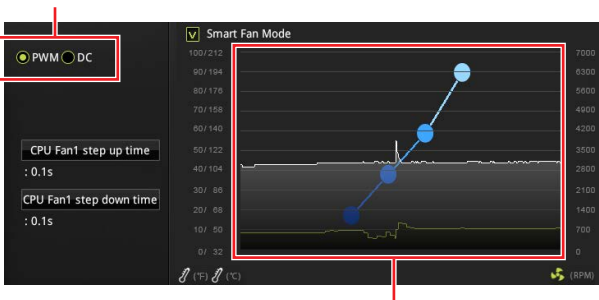 PWM DC
CPU Fan1 step up time
: 0.1s
CPU Fan1 step down time
: 0.1s
V Smart Fan Mode
100/212 7000
90/194 6300
80/176 5600
70/158 4900
60/140 4200
50/122 3500
40/104 2800
30/ 86 2100
20/ 68 1400
10/ 50 700
0/ 32 0
(°F) (°C) (RPM)